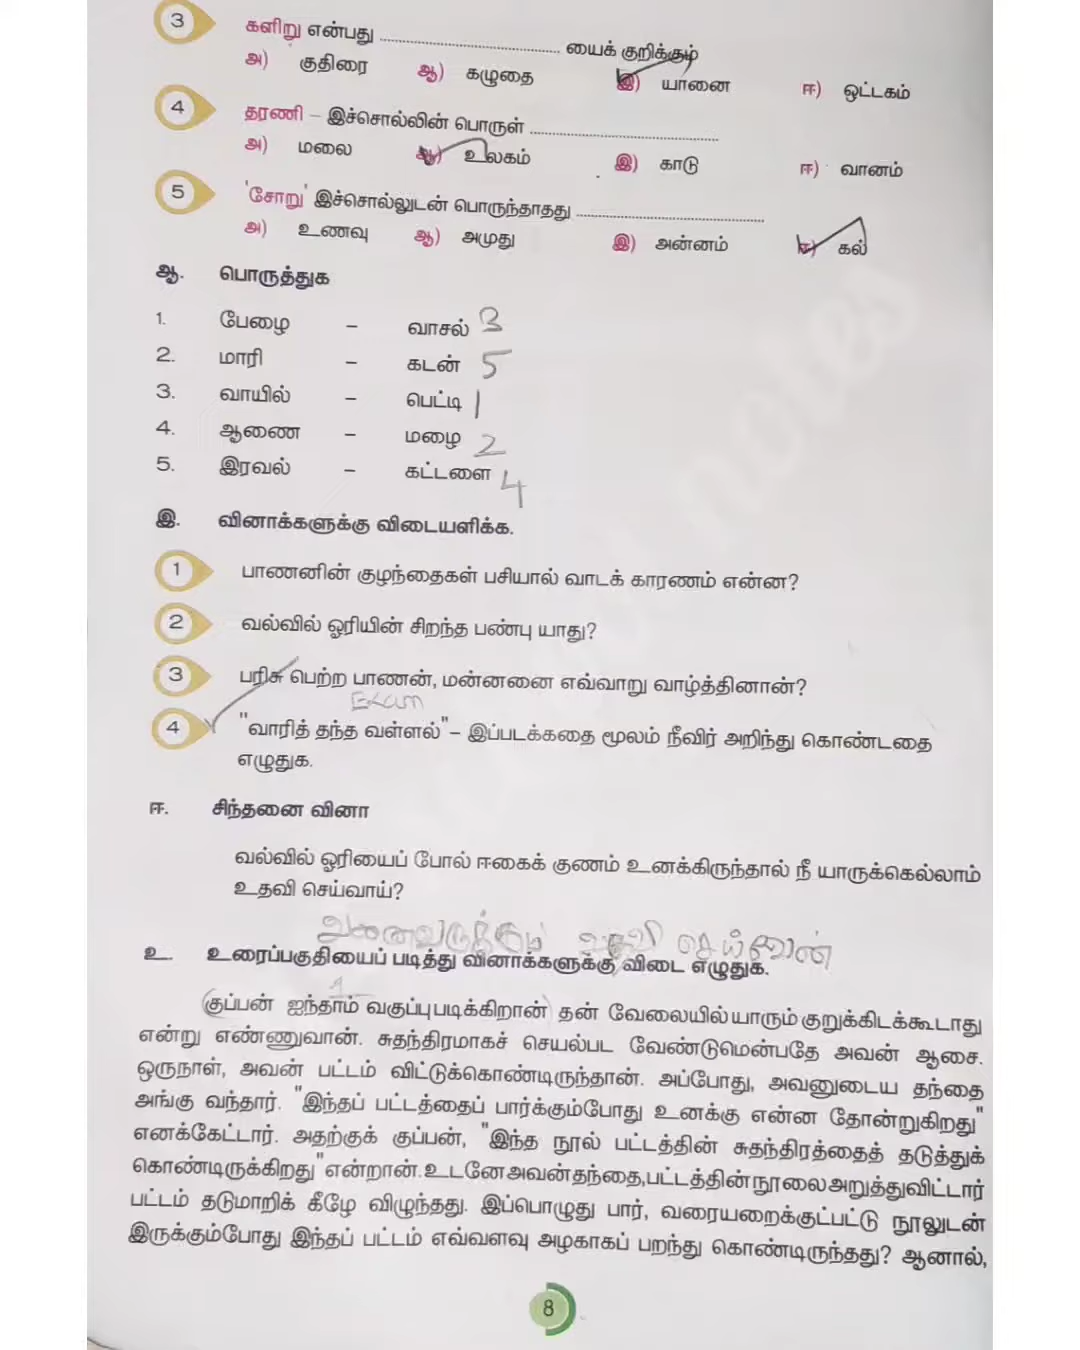 3 களிறு என்பது ........................ யைக் குறிக்கும்
அ) குதிரை ஆ) கழுதை இ) யானை ஈ) ஒட்டகம்
4 தரணி – இச்சொல்லின் பொருள் ........................
அ) மலை ஆ) உலகம் இ) காடு ஈ) வானம்
5 'சோறு' இச்சொல்லுடன் பொருந்தாதது ........................
அ) உணவு ஆ) அமுது இ) அன்னம் ஈ) கல்
ஆ. பொருத்துக
1. பேழை – வாசல் 3
2. மாரி – கடன் 5
3. வாயில் – பெட்டி 1
4. ஆணை – மழை 2
5. இரவல் – கட்டளை 4
இ. வினாக்களுக்கு விடையளிக்க.
1 பாணனின் குழந்தைகள் பசியால் வாடக் காரணம் என்ன?
2 வல்வில் ஓரியின் சிறந்த பண்பு யாது?
3 பரிசு பெற்ற பாணன், மன்னனை எவ்வாறு வாழ்த்தினான்?
Exam
4 "வாரித் தந்த வள்ளல்" – இப்படக்கதை மூலம் நீவிர் அறிந்து கொண்டதை
எழுதுக.
ஈ. சிந்தனை வினா
வல்வில் ஓரியைப் போல் ஈகைக் குணம் உனக்கிருந்தால் நீ யாருக்கெல்லாம்
உதவி செய்வாய்?
அனைவருக்கும் உதவி செய்வேன்
உ. உரைப்பகுதியைப் படித்து வினாக்களுக்கு விடை எழுதுக.
குப்பன் ஐந்தாம் வகுப்பு படிக்கிறான் தன் வேலையில் யாரும் குறுக்கிடக்கூடாது
என்று எண்ணுவான். சுதந்திரமாகச் செயல்பட வேண்டுமென்பதே அவன் ஆசை.
ஒருநாள், அவன் பட்டம் விட்டுக்கொண்டிருந்தான். அப்போது, அவனுடைய தந்தை
அங்கு வந்தார். "இந்தப் பட்டத்தைப் பார்க்கும்போது உனக்கு என்ன தோன்றுகிறது"
எனக்கேட்டார். அதற்குக் குப்பன், "இந்த நூல் பட்டத்தின் சுதந்திரத்தைத் தடுத்துக்
கொண்டிருக்கிறது" என்றான். உடனே அவன் தந்தை, பட்டத்தின் நூலை அறுத்துவிட்டார்
பட்டம் தடுமாறிக் கீழே விழுந்தது. இப்பொழுது பார், வரையறைக்குட்பட்டு நூலுடன்
இருக்கும்போது இந்தப் பட்டம் எவ்வளவு அழகாகப் பறந்து கொண்டிருந்தது? ஆனால்,
8